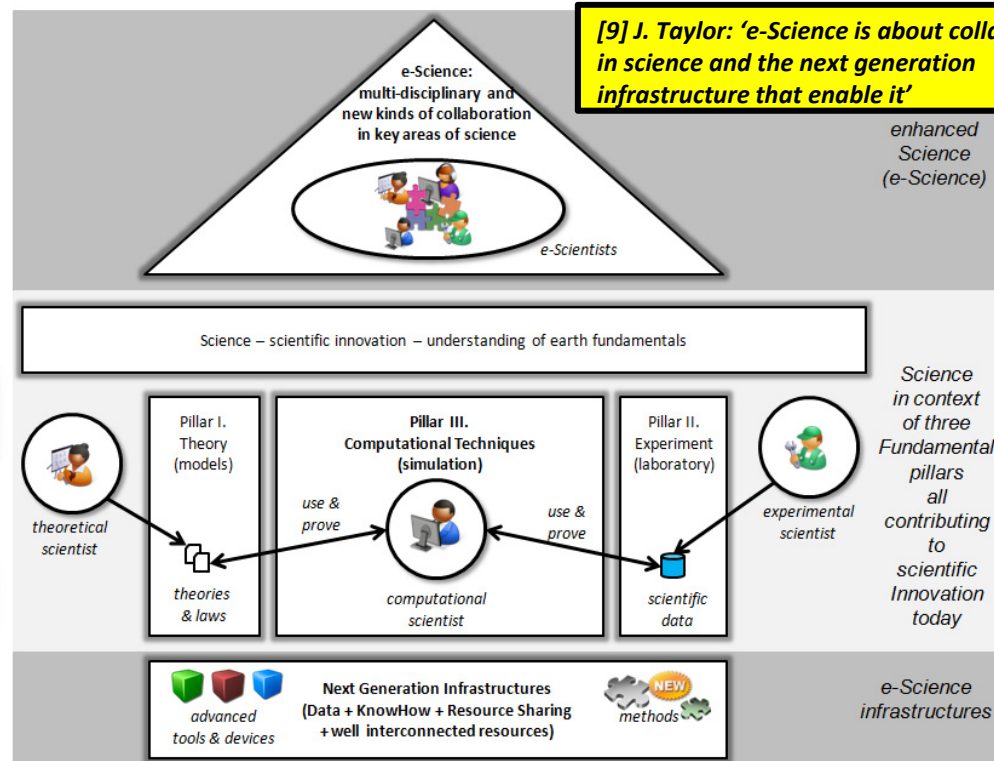 [9] J. Taylor: ‘e-Science is about colla
in science and the next generation
infrastructure that enable it’
e-Science:
multi-disciplinary and
new kinds of collaboration
in key areas of science
e-Scientists
enhanced
Science
(e-Science)
Science – scientific innovation – understanding of earth fundamentals
theoretical
scientist
Pillar I.
Theory
(models)
theories
& laws
Pillar III.
Computational Techniques
(simulation)
use &
prove
use &
prove
computational
scientist
Pillar II.
Experiment
(laboratory)
scientific
data
experimental
scientist
Science
in context
of three
Fundamental
pillars
all
contributing
to
scientific
Innovation
today
advanced
tools & devices
Next Generation Infrastructures
(Data + KnowHow + Resource Sharing
+ well interconnected resources)
NEW
methods
e-Science
infrastructures